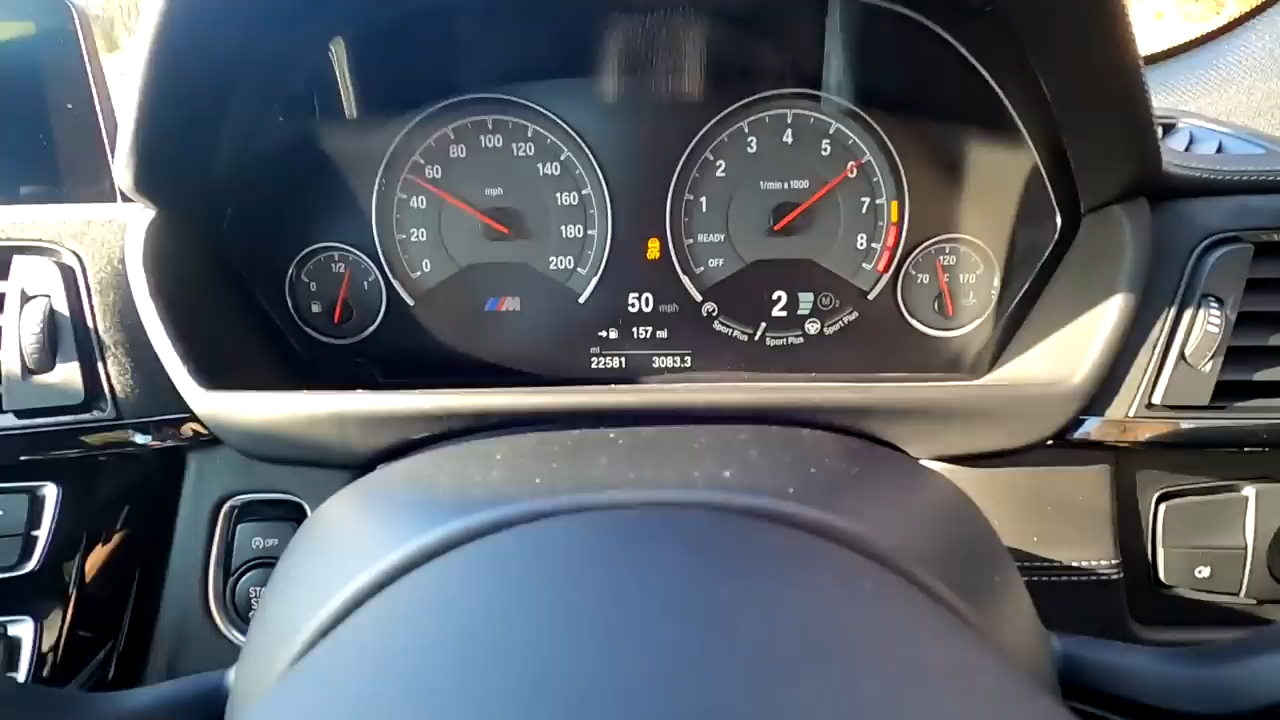 0
20
40
60
80
100
120
140
160
180
200
mph
0
1/2
1
M
OFF
50 mph
157 mi
mi
22581 3083.3
OFF
READY
1
2
3
4
5
6
7
8
1/min x 1000
2
M2
Sport Plus
Sport Plus
Sport Plus
70
120
170
°C
OFF